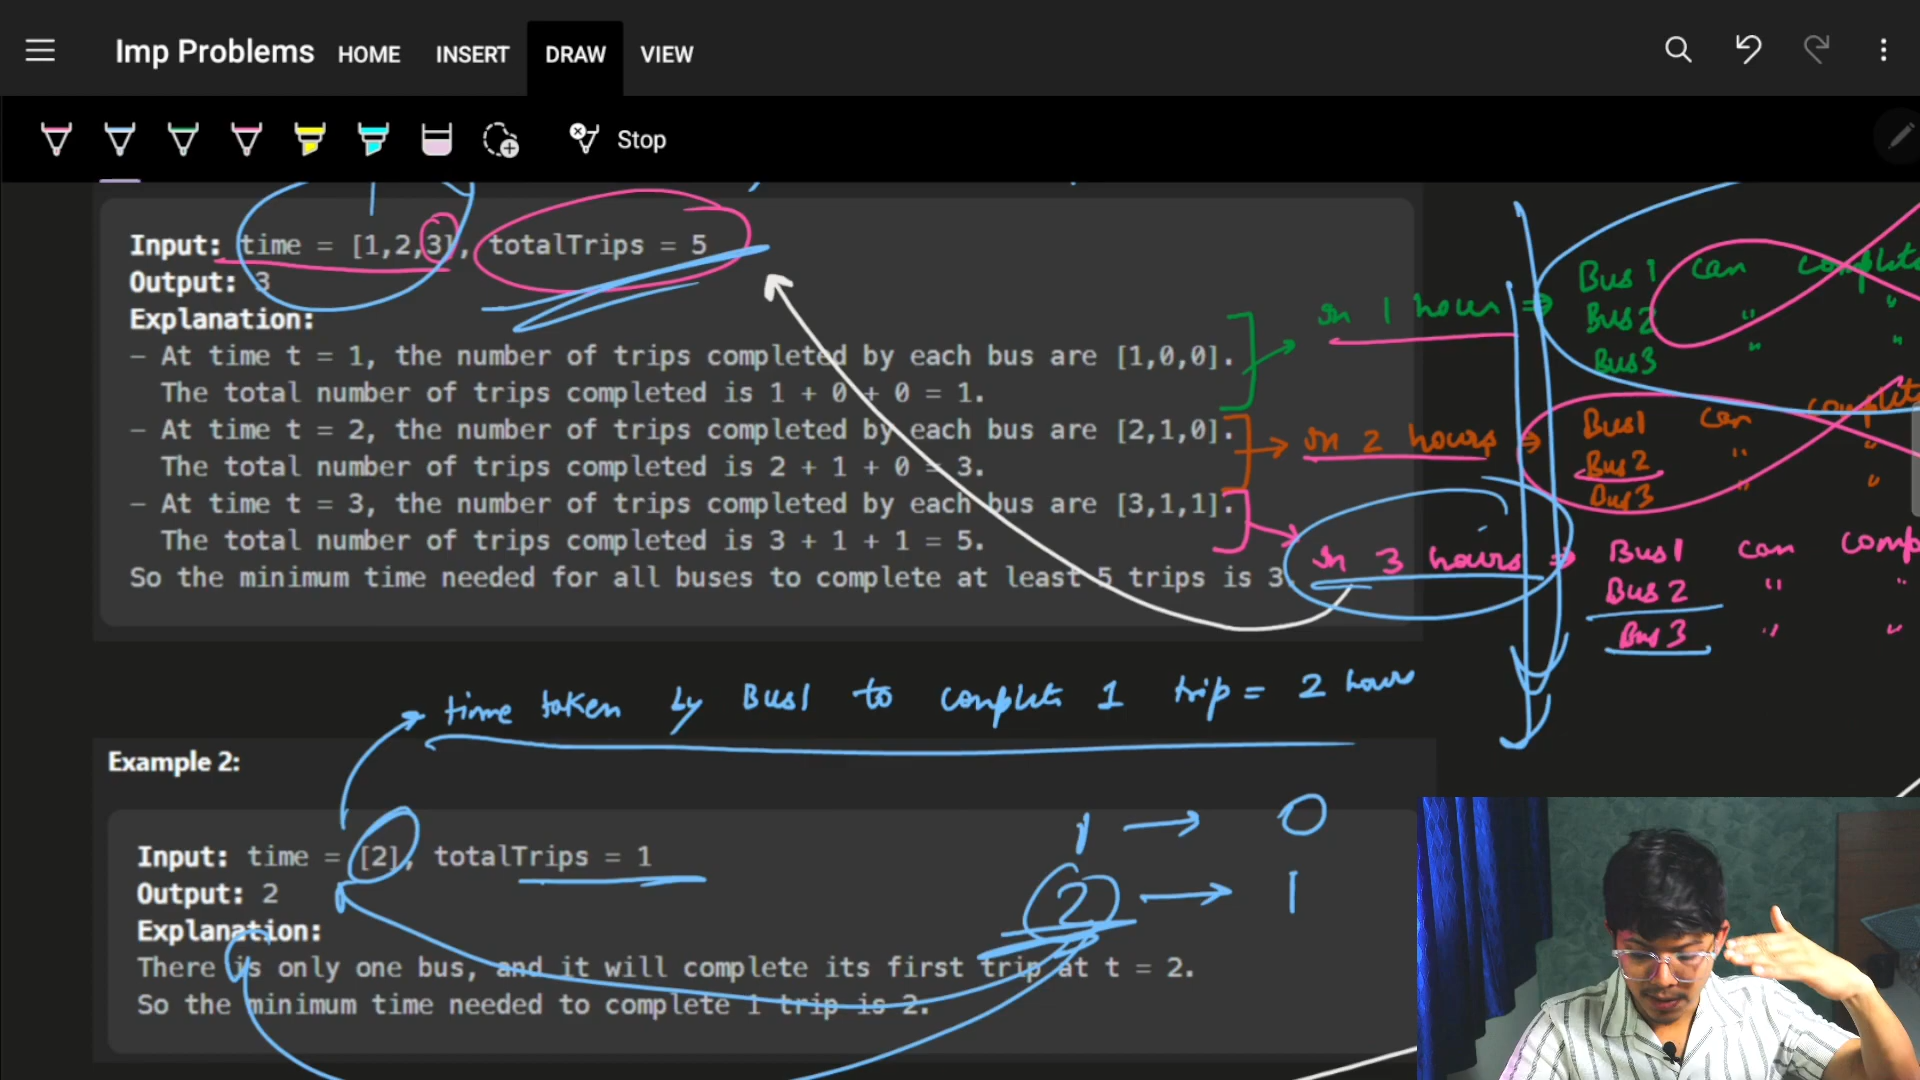 Imp Problems HOME INSERT DRAW VIEW
Stop
Input: time = [1,2,3], totalTrips = 5
Output: 3
Explanation:
– At time t = 1, the number of trips completed by each bus are [1,0,0].
The total number of trips completed is 1 + 0 + 0 = 1.
– At time t = 2, the number of trips completed by each bus are [2,1,0].
The total number of trips completed is 2 + 1 + 0 = 3.
– At time t = 3, the number of trips completed by each bus are [3,1,1].
The total number of trips completed is 3 + 1 + 1 = 5.
So the minimum time needed for all buses to complete at least 5 trips is 3
in 1 hour ⇒ Bus 1 can complete
Bus 2 " "
Bus3 " "
in 2 hours ⇒ Bus1 can complete
Bus 2 " "
Bus3 " "
in 3 hours ⇒ Bus1 can comp
Bus 2 " "
Bus 3 " "
time taken by Bus1 to complete 1 trip = 2 hours
Example 2:
1 → 0
Input: time = [2], totalTrips = 1
2 → 1
Output: 2
Explanation:
There is only one bus, and it will complete its first trip at t = 2.
So the minimum time needed to complete 1 trip is 2.